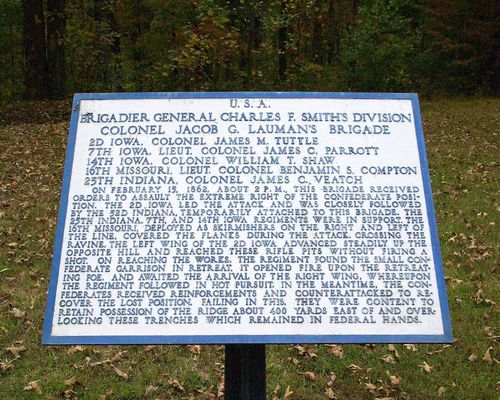 U.S.A.
BRIGADIER GENERAL CHARLES F. SMITH'S DIVISION
COLONEL JACOB G. LAUMAN'S BRIGADE
2D IOWA, COLONEL JAMES M. TUTTLE
7TH IOWA, LIEUT. COLONEL JAMES C. PARROTT
14TH IOWA, COLONEL WILLIAM T. SHAW
16TH MISSOURI, LIEUT. COLONEL BENJAMIN S. COMPTON
25TH INDIANA, COLONEL JAMES C. VEATCH
ON FEBRUARY 15, 1862, ABOUT 2 P.M., THIS BRIGADE RECEIVED
ORDERS TO ASSAULT THE EXTREME RIGHT OF THE CONFEDERATE POSI-
TION. THE 2D IOWA LED THE ATTACK AND WAS CLOSELY FOLLOWED
BY THE 52D INDIANA, TEMPORARILY ATTACHED TO THIS BRIGADE. THE
25TH INDIANA, 7TH, AND 14TH IOWA, REGIMENTS WERE IN SUPPORT. THE
16TH MISSOURI, DEPLOYED AS SKIRMISHERS ON THE RIGHT AND LEFT OF
THE LINE, COVERED THE FLANKS DURING THE ATTACK. CROSSING THE
RAVINE, THE LEFT WING OF THE 2D IOWA ADVANCED STEADILY UP THE
OPPOSITE HILL AND REACHED THESE RIFLE PITS WITHOUT FIRING A
SHOT. ON REACHING THE WORKS, THE REGIMENT FOUND THE SMALL CON-
FEDERATE GARRISON IN RETREAT. IT OPENED FIRE UPON THE RETREAT-
ING FOE, AND AWAITED THE ARRIVAL OF THE RIGHT WING, WHEREUPON
THE REGIMENT FOLLOWED IN HOT PURSUIT. IN THE MEANTIME, THE CON-
FEDERATES RECEIVED REINFORCEMENTS AND COUNTERATTACKED TO RE-
COVER THE LOST POSITION. FAILING IN THIS, THEY WERE CONTENT TO
RETAIN POSSESSION OF THE RIDGE ABOUT 400 YARDS EAST OF AND OVER-
LOOKING THESE TRENCHES WHICH REMAINED IN FEDERAL HANDS.